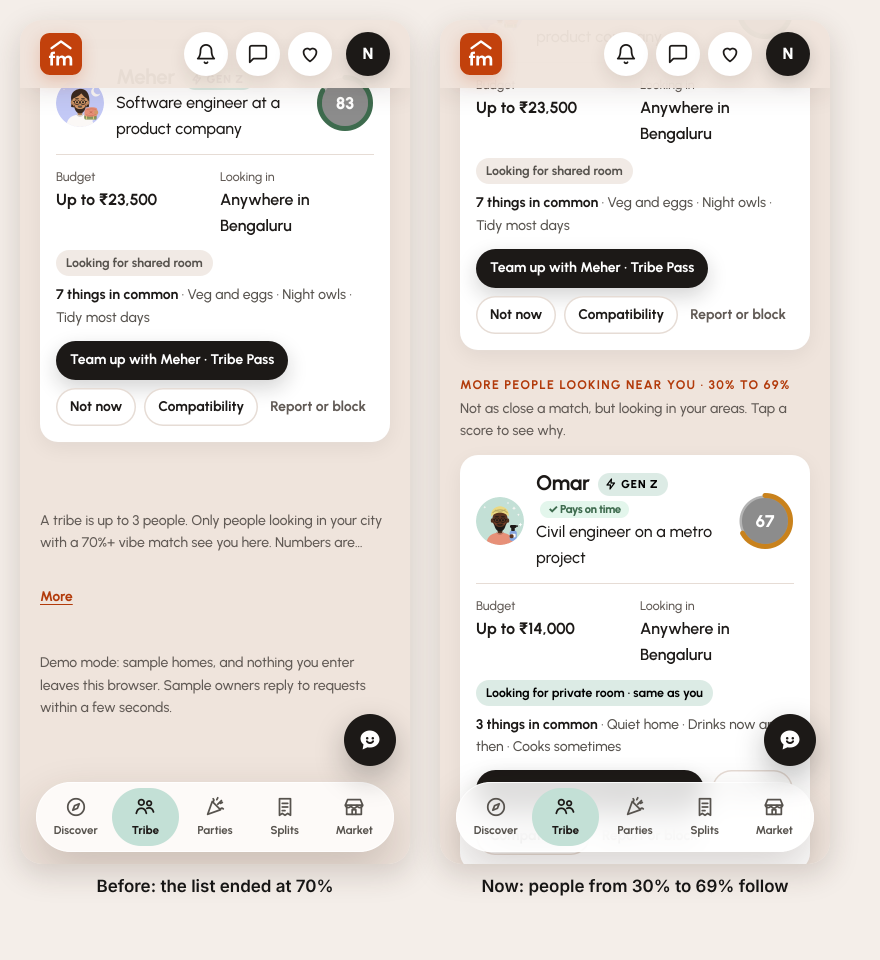 fm
N
Meher GEN Z
Software engineer at a
product company
83
Budget
Looking in
Up to ₹23,500
Anywhere in
Bengaluru
Looking for shared room
7 things in common · Veg and eggs · Night owls ·
Tidy most days
Team up with Meher · Tribe Pass
Not now
Compatibility
Report or block
A tribe is up to 3 people. Only people looking in your city
with a 70%+ vibe match see you here. Numbers are…
More
Demo mode: sample homes, and nothing you enter
leaves this browser. Sample owners reply to requests
within a few seconds.
Discover
Tribe
Parties
Splits
Market
Before: the list ended at 70%
product company
fm
N
Budget
Looking in
Up to ₹23,500
Anywhere in
Bengaluru
Looking for shared room
7 things in common · Veg and eggs · Night owls ·
Tidy most days
Team up with Meher · Tribe Pass
Not now
Compatibility
Report or block
MORE PEOPLE LOOKING NEAR YOU · 30% TO 69%
Not as close a match, but looking in your areas. Tap a
score to see why.
Omar GEN Z
✓ Pays on time
Civil engineer on a metro
project
67
Budget
Looking in
Up to ₹14,000
Anywhere in
Bengaluru
Looking for private room · same as you
3 things in common · Quiet home · Drinks now
then · Cooks sometimes
Discover
Tribe
Parties
Splits
Market
Now: people from 30% to 69% follow